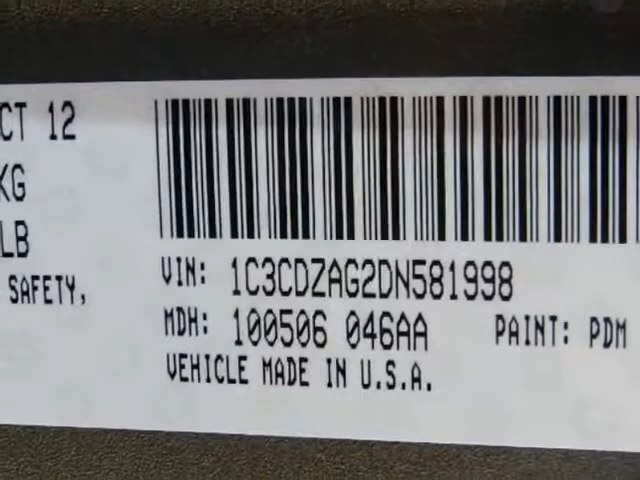 CT 12
KG
LB
SAFETY,
VIN: 1C3CDZAG2DN581998
MDH: 100506 046AA PAINT: PDM
VEHICLE MADE IN U.S.A.